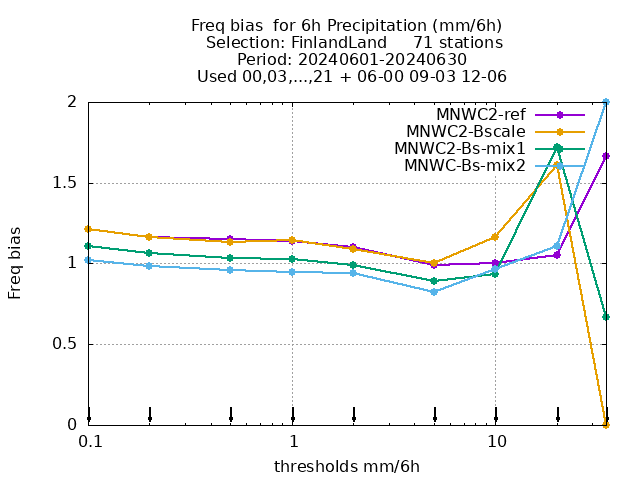 Freq bias  for 6h Precipitation (mm/6h)
Selection: FinlandLand     71 stations
Period: 20240601-20240630
Used 00,03,...,21 + 06-00 09-03 12-06
MNWC2-ref
MNWC2-Bscale
MNWC2-Bs-mix1
MNWC-Bs-mix2
2
1.5
1
0.5
0
Freq bias
0.1
1
10
thresholds mm/6h